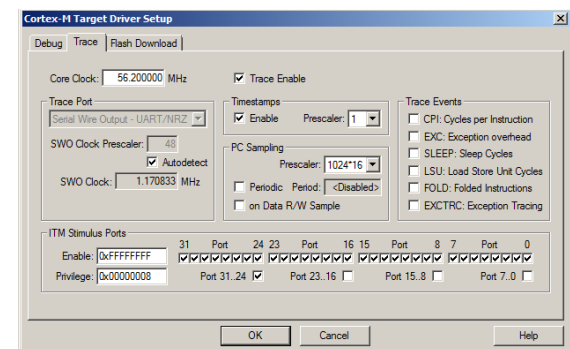 Cortex-M Target Driver Setup
Debug Trace Flash Download
Core Clock: 56.200000 MHz Trace Enable
Trace Port Timestamps Trace Events
Serial Wire Output - UART/NRZ Enable Prescaler: 1 CPI: Cycles per Instruction
EXC: Exception overhead
SWO Clock Prescaler: 48 PC Sampling SLEEP: Sleep Cycles
Autodetect Prescaler: 1024*16 LSU: Load Store Unit Cycles
SWO Clock: 1.170833 MHz Periodic Period: <Disabled> FOLD: Folded Instructions
on Data R/W Sample EXCTRC: Exception Tracing
ITM Stimulus Ports
31 Port 24 23 Port 16 15 Port 8 7 Port 0
Enable: 0xFFFFFFFF
Privilege: 0x00000008 Port 31..24 Port 23..16 Port 15..8 Port 7..0
OK Cancel Help